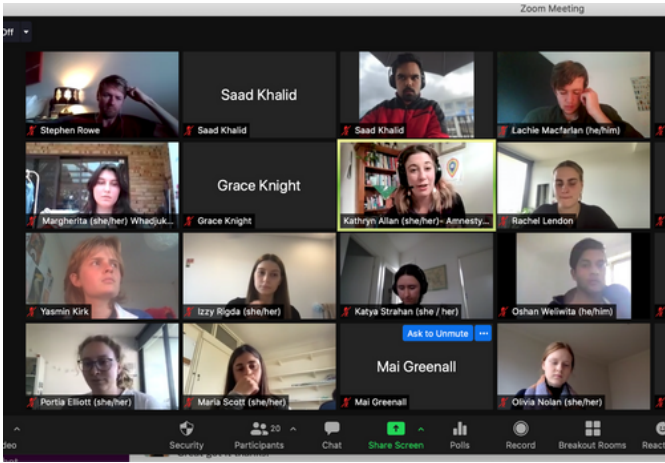 Zoom Meeting
Off
Saad Khalid
Stephen Rowe
Saad Khalid
Saad Khalid
Lachie Macfarlan (he/him)
Grace Knight
Margherita (she/her) Whadjuk...
Grace Knight
Kathryn Allan (she/her)- Amnesty...
Rachel Lendon
Yasmin Kirk
Izzy Rigda (she/her)
Katya Strahan (she / her)
Oshan Weliwita (he/him)
Ask to Unmute ...
Mai Greenall
Portia Elliott (she/her)
Maria Scott (she/her)
Mai Greenall
Olivia Nolan (she/her)
deo
Security
Participants
20
Chat
Share Screen
Polls
Record
Breakout Rooms
React